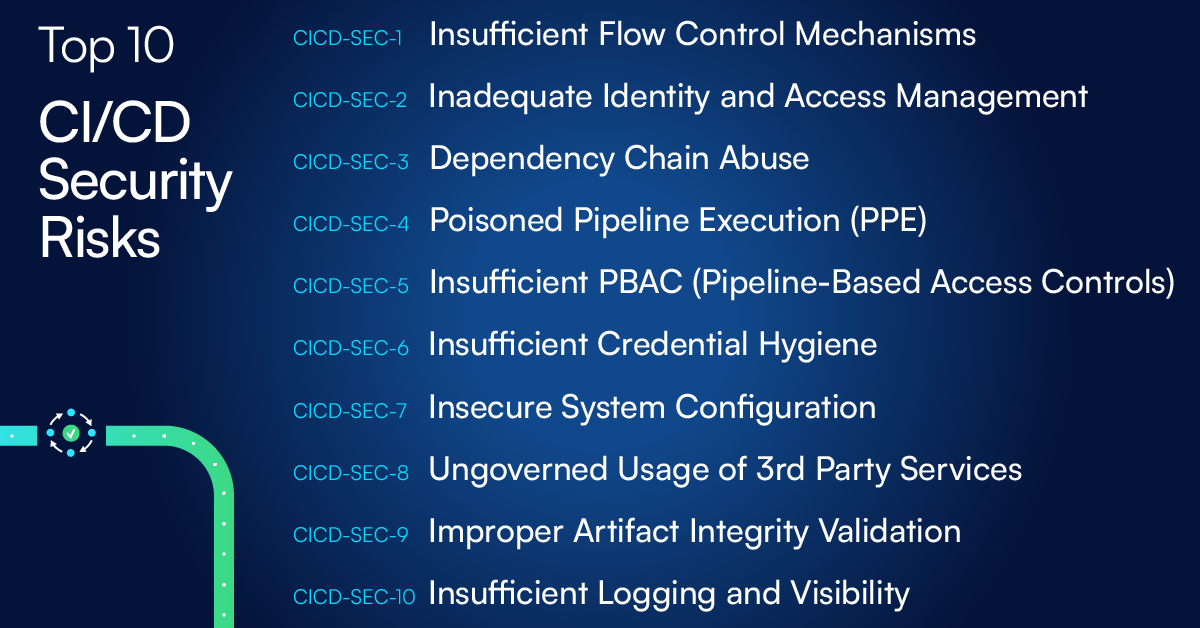 Top 10
CI/CD
Security
Risks
CICD-SEC-1 Insufficient Flow Control Mechanisms
CICD-SEC-2 Inadequate Identity and Access Management
CICD-SEC-3 Dependency Chain Abuse
CICD-SEC-4 Poisoned Pipeline Execution (PPE)
CICD-SEC-5 Insufficient PBAC (Pipeline-Based Access Controls)
CICD-SEC-6 Insufficient Credential Hygiene
CICD-SEC-7 Insecure System Configuration
CICD-SEC-8 Ungoverned Usage of 3rd Party Services
CICD-SEC-9 Improper Artifact Integrity Validation
CICD-SEC-10 Insufficient Logging and Visibility